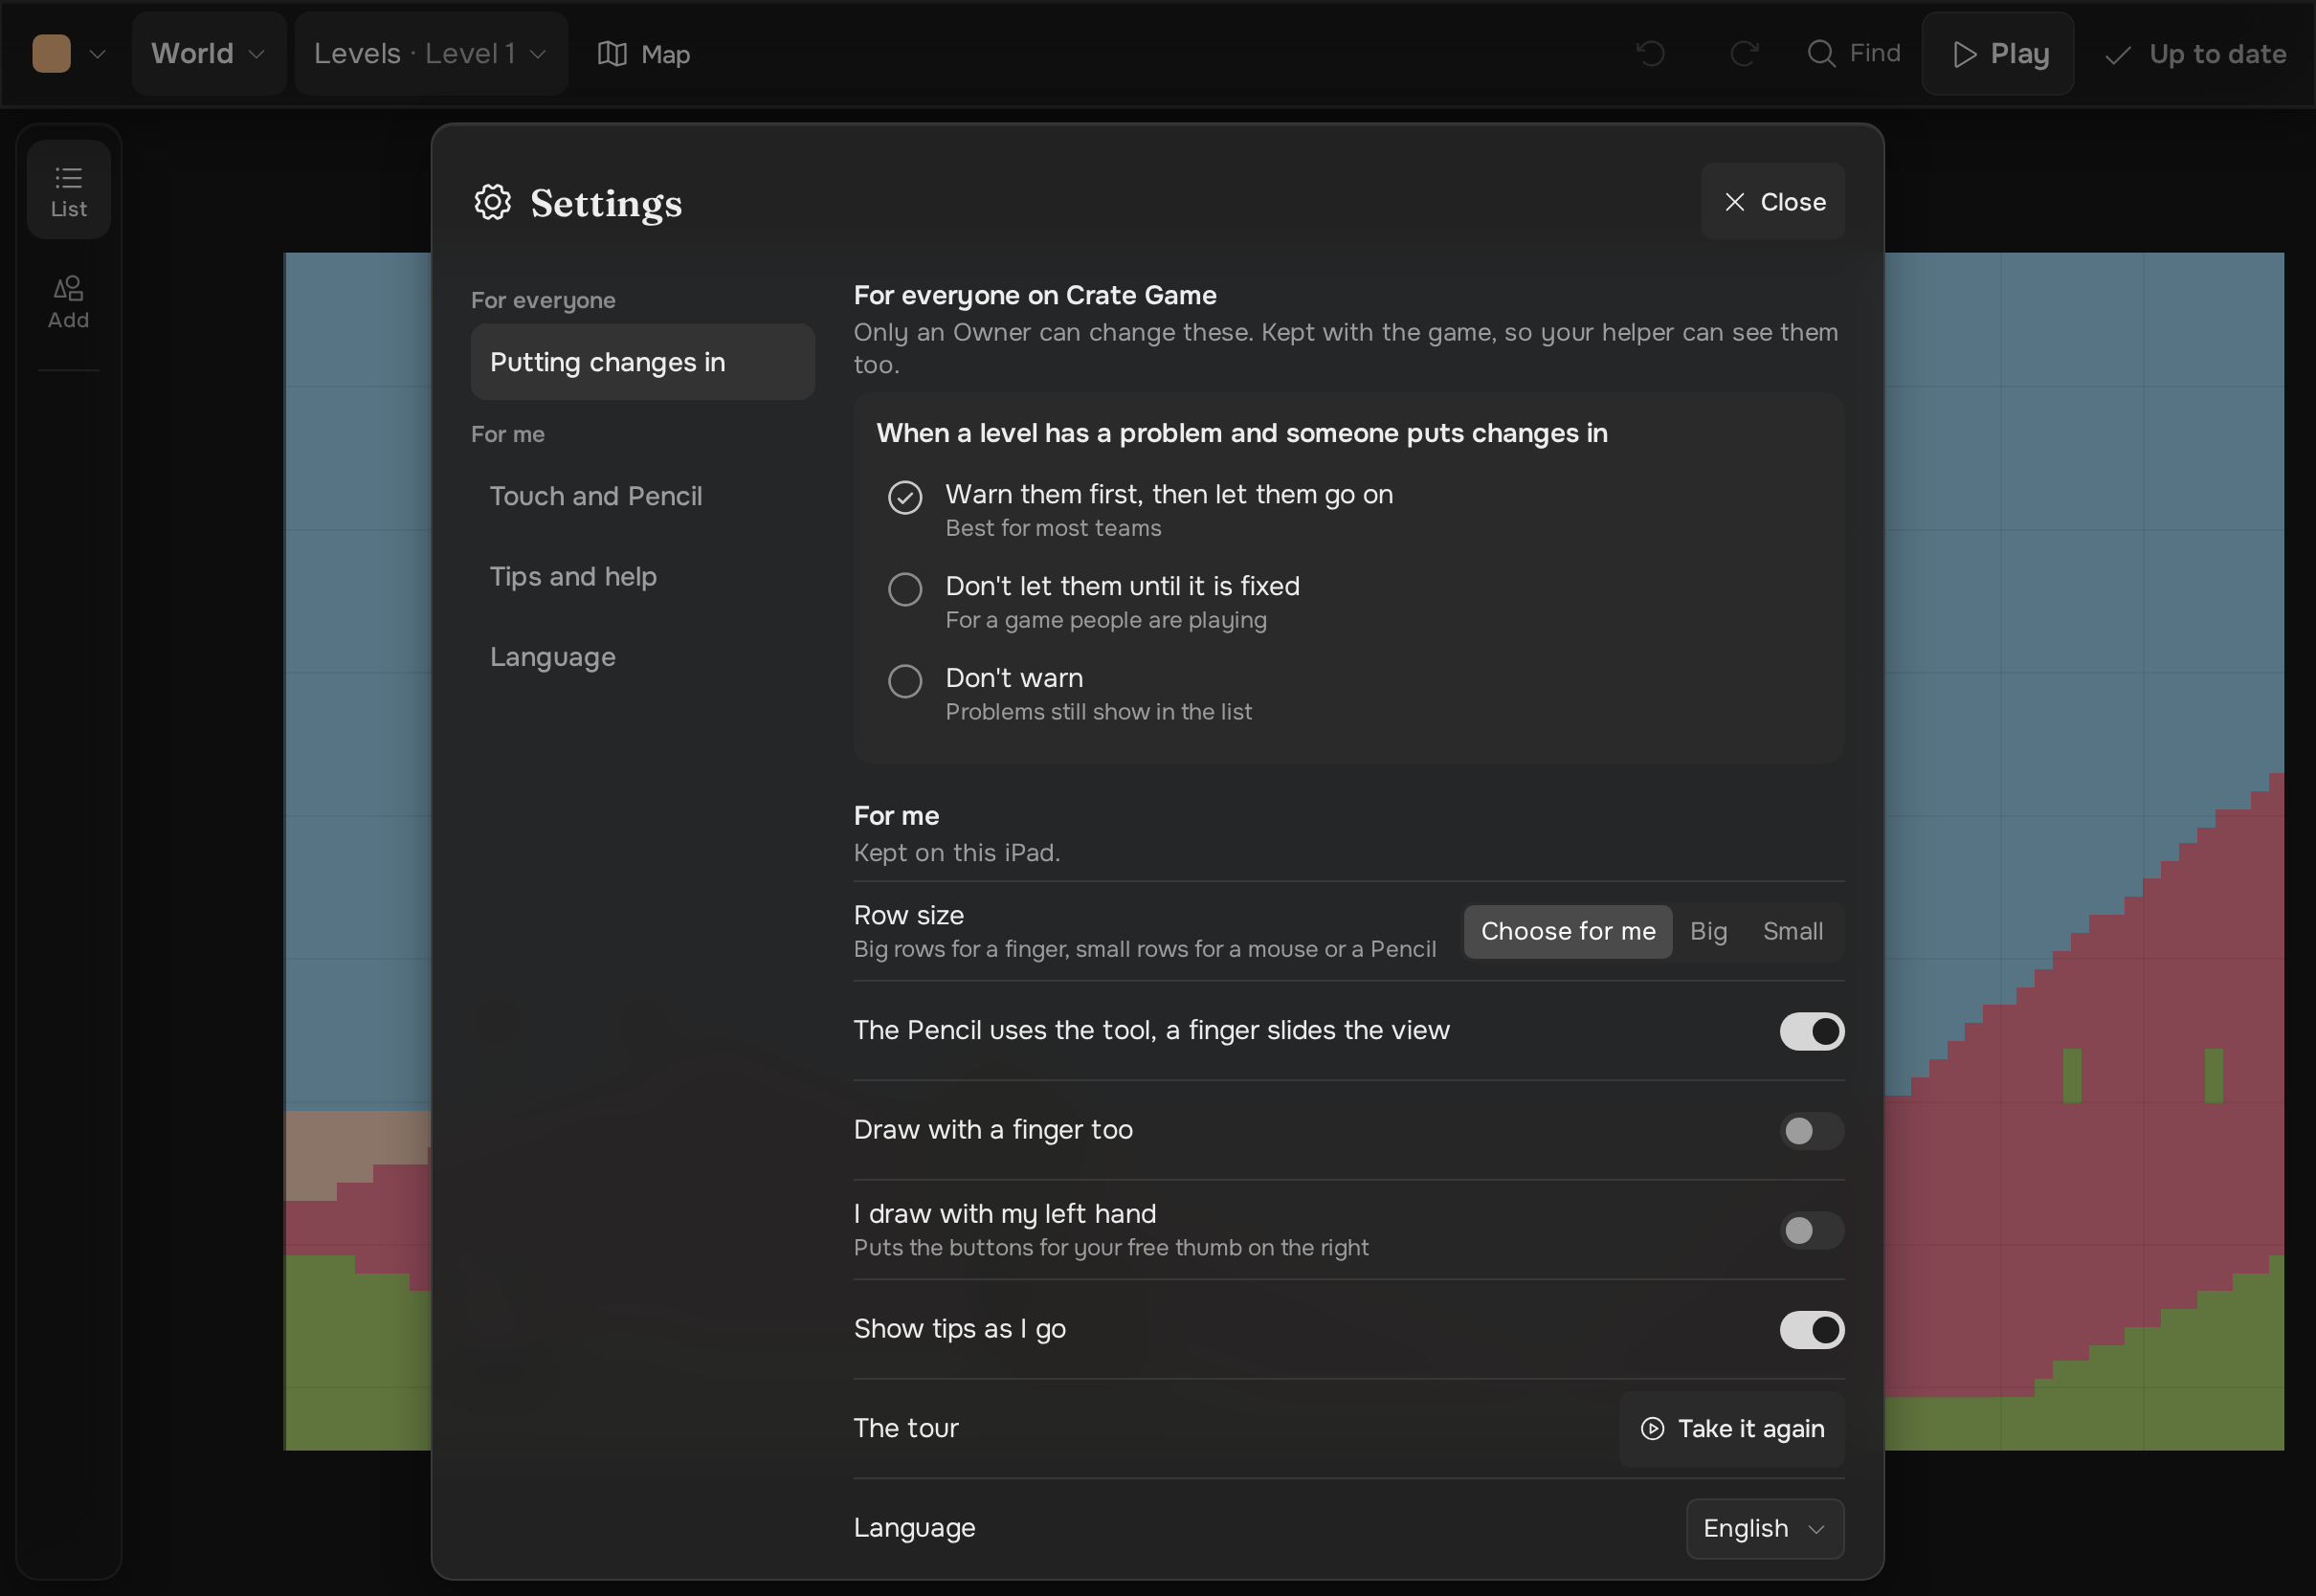 World
Levels · Level 1
Map
Find
Play
Up to date
List
Add
Settings
Close
For everyone
Putting changes in
For me
Touch and Pencil
Tips and help
Language
For everyone on Crate Game
Only an Owner can change these. Kept with the game, so your helper can see them
too.
When a level has a problem and someone puts changes in
Warn them first, then let them go on
Best for most teams
Don't let them until it is fixed
For a game people are playing
Don't warn
Problems still show in the list
For me
Kept on this iPad.
Row size
Big rows for a finger, small rows for a mouse or a Pencil
Choose for me
Big
Small
The Pencil uses the tool, a finger slides the view
Draw with a finger too
I draw with my left hand
Puts the buttons for your free thumb on the right
Show tips as I go
The tour
Take it again
Language
English